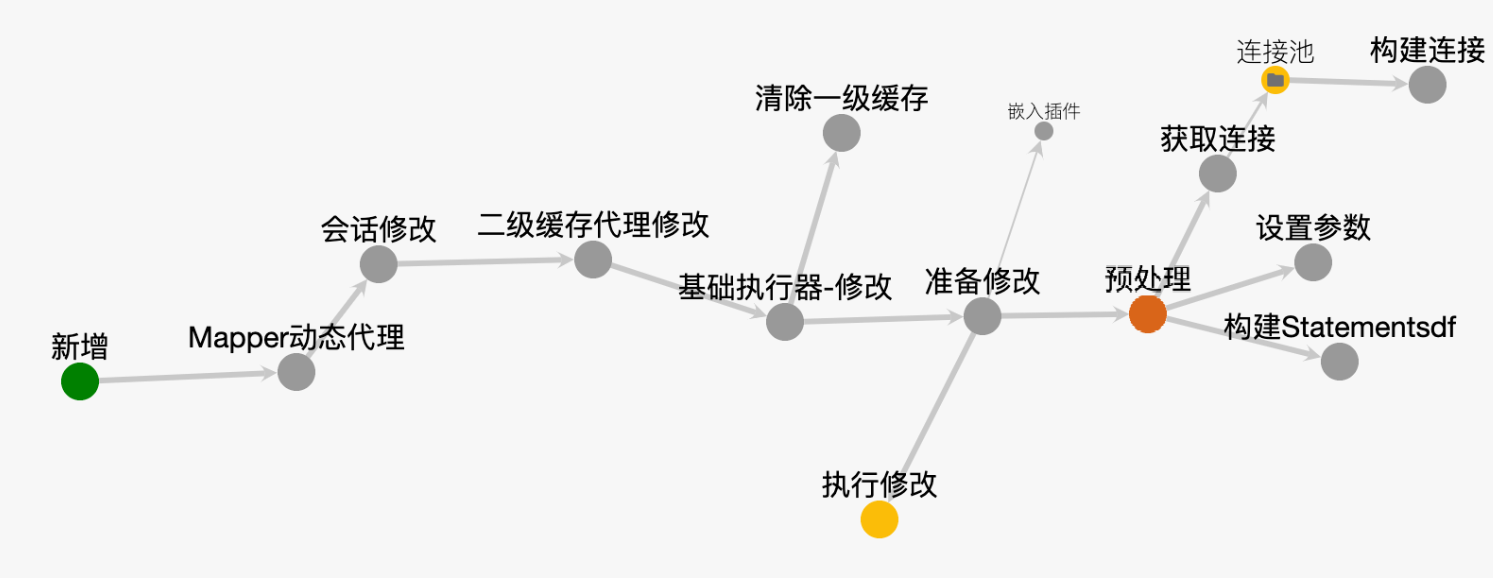 连接池
构建连接
清除一级缓存
嵌入插件
获取连接
会话修改
二级缓存代理修改
设置参数
基础执行器-修改
准备修改
预处理
新增
Mapper动态代理
构建Statementsdf
执行修改